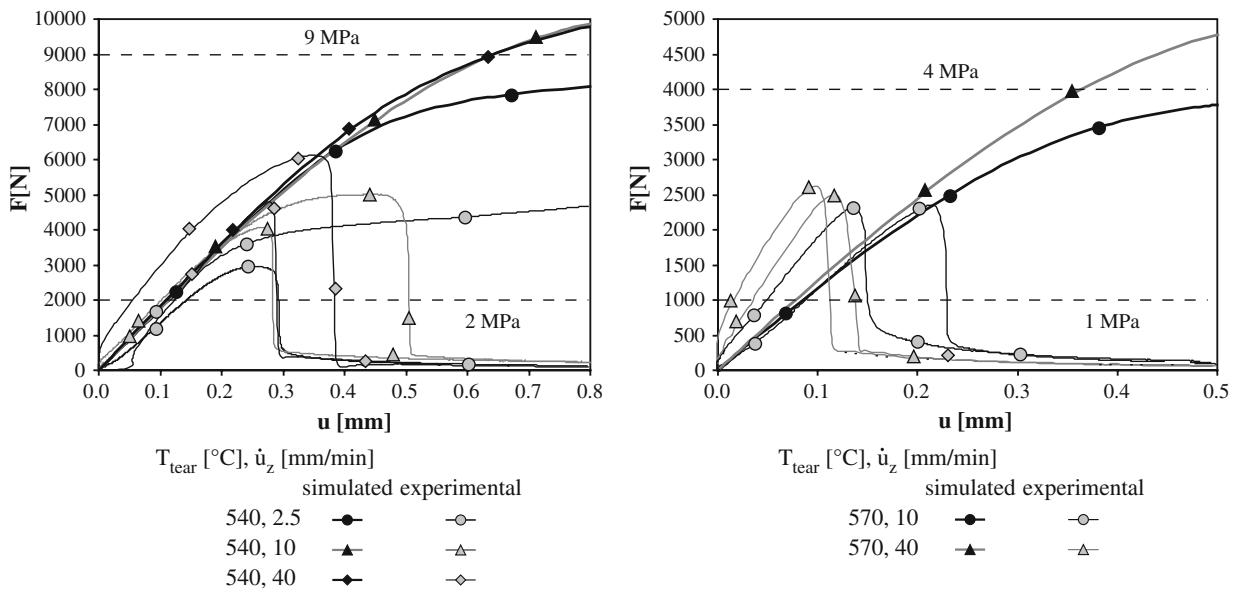 10000
9000
8000
7000
6000
5000
4000
3000
2000
1000
0
F[N]
9 MPa
2 MPa
0.0 0.1 0.2 0.3 0.4 0.5 0.6 0.7 0.8
u [mm]
T_tear [°C], u̇_z [mm/min]
simulated experimental
540, 2.5
540, 10
540, 40
5000
4500
4000
3500
3000
2500
2000
1500
1000
500
0
F[N]
4 MPa
1 MPa
0.0 0.1 0.2 0.3 0.4 0.5
u [mm]
T_tear [°C], u̇_z [mm/min]
simulated experimental
570, 10
570, 40